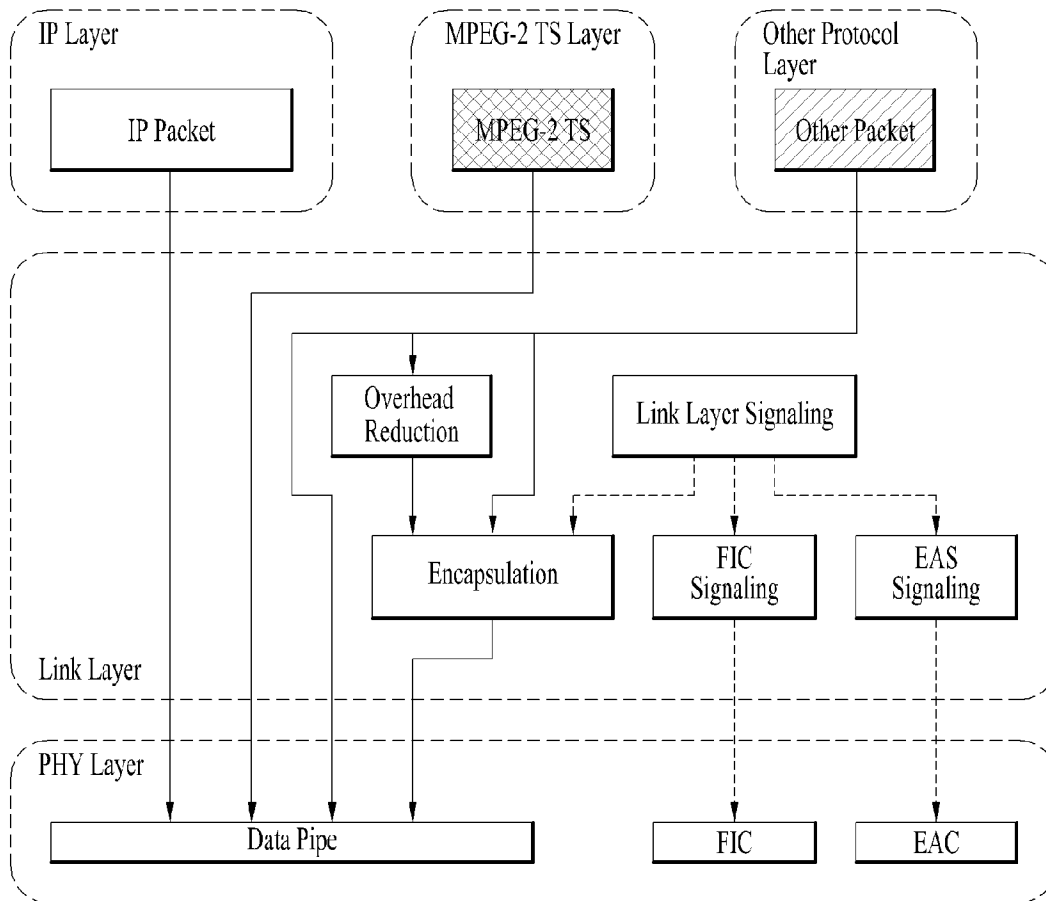 IP Layer
IP Packet
MPEG-2 TS Layer
MPEG-2 TS
Other Protocol
Layer
Other Packet
Overhead
Reduction
Link Layer Signaling
Encapsulation
FIC
Signaling
EAS
Signaling
Link Layer
PHY Layer
Data Pipe
FIC
EAC